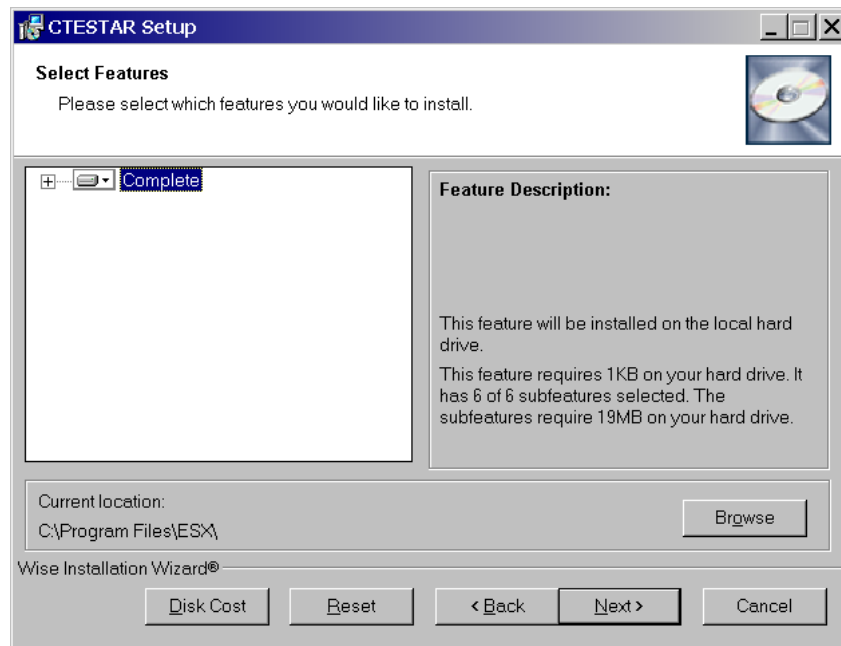 CTESTAR Setup
Select Features
Please select which features you would like to install.
Complete
Feature Description:
This feature will be installed on the local hard
drive.
This feature requires 1KB on your hard drive. It
has 6 of 6 subfeatures selected. The
subfeatures require 19MB on your hard drive.
Current location:
C:\Program Files\ESX\
Browse
Wise Installation Wizard®
Disk Cost
Reset
< Back
Next >
Cancel